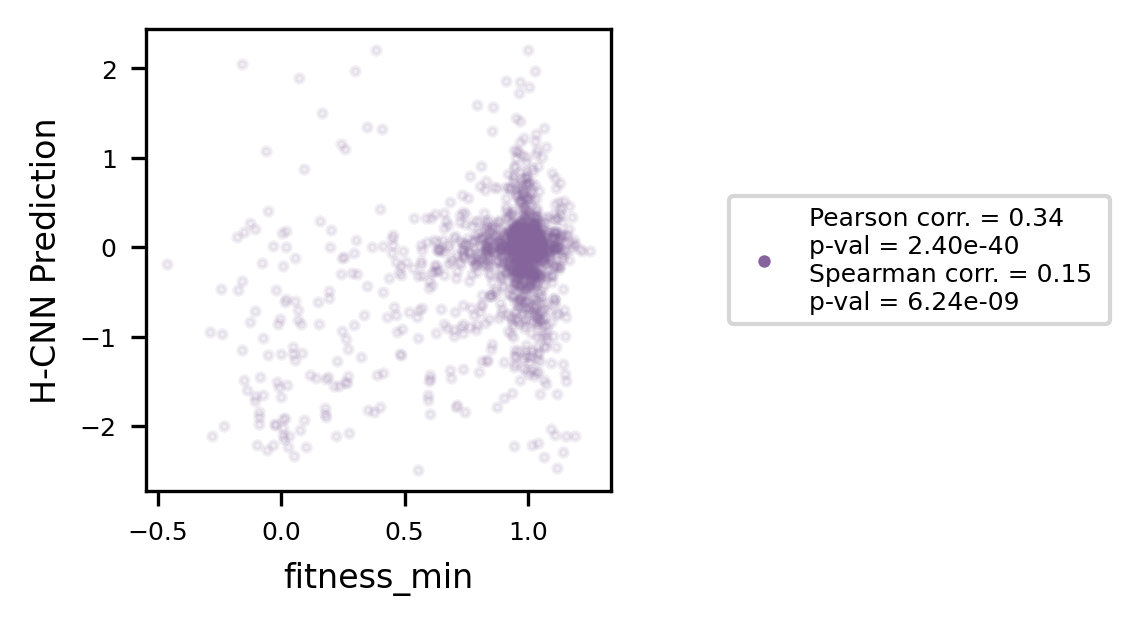 H-CNN Prediction
2
1
0
−1
−2
−0.5
0.0
0.5
1.0
fitness_min
Pearson corr. = 0.34
p-val = 2.40e-40
Spearman corr. = 0.15
p-val = 6.24e-09